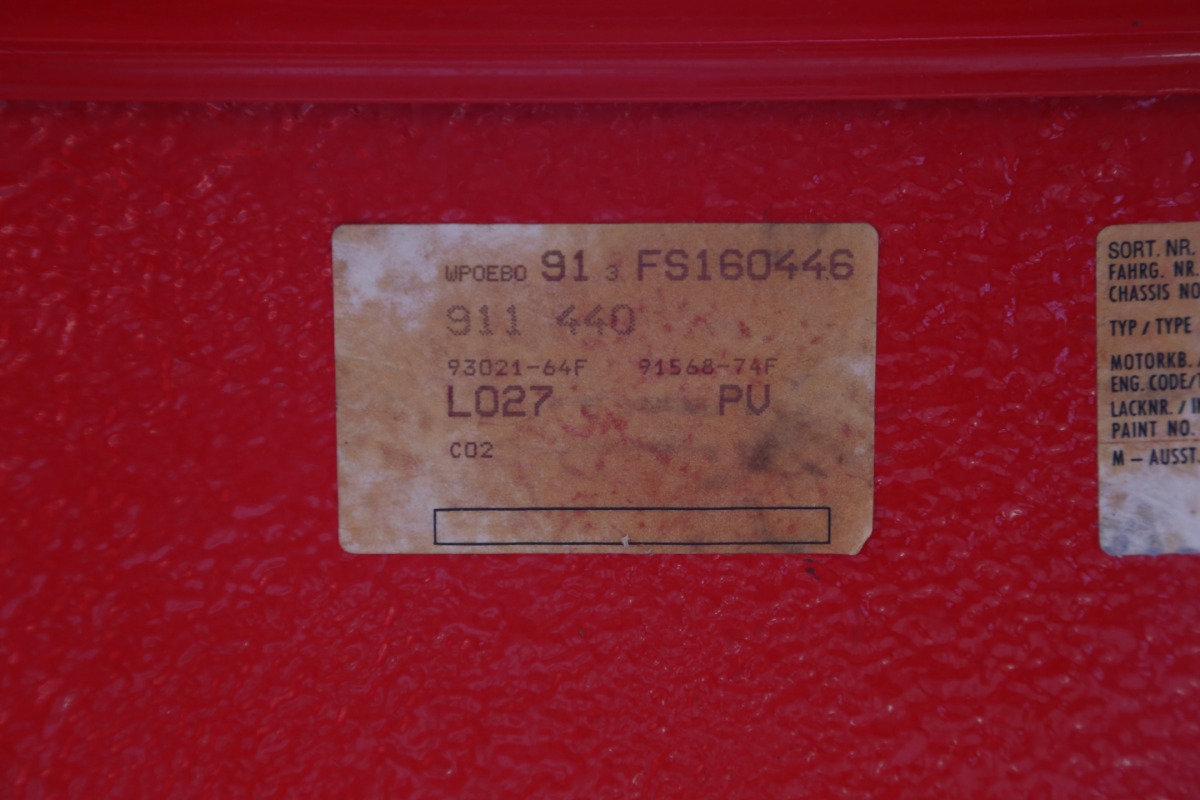 WPOEBO 91 3 FS160446
911 440
93021-64F 91568-74F
L027 PV
C02
SORT. NR.
FAHRG. NR.
CHASSIS NO
TYP / TYPE
MOTORKB.
ENG. CODE/
LACKNR. /
PAINT NO.
M – AUSST.